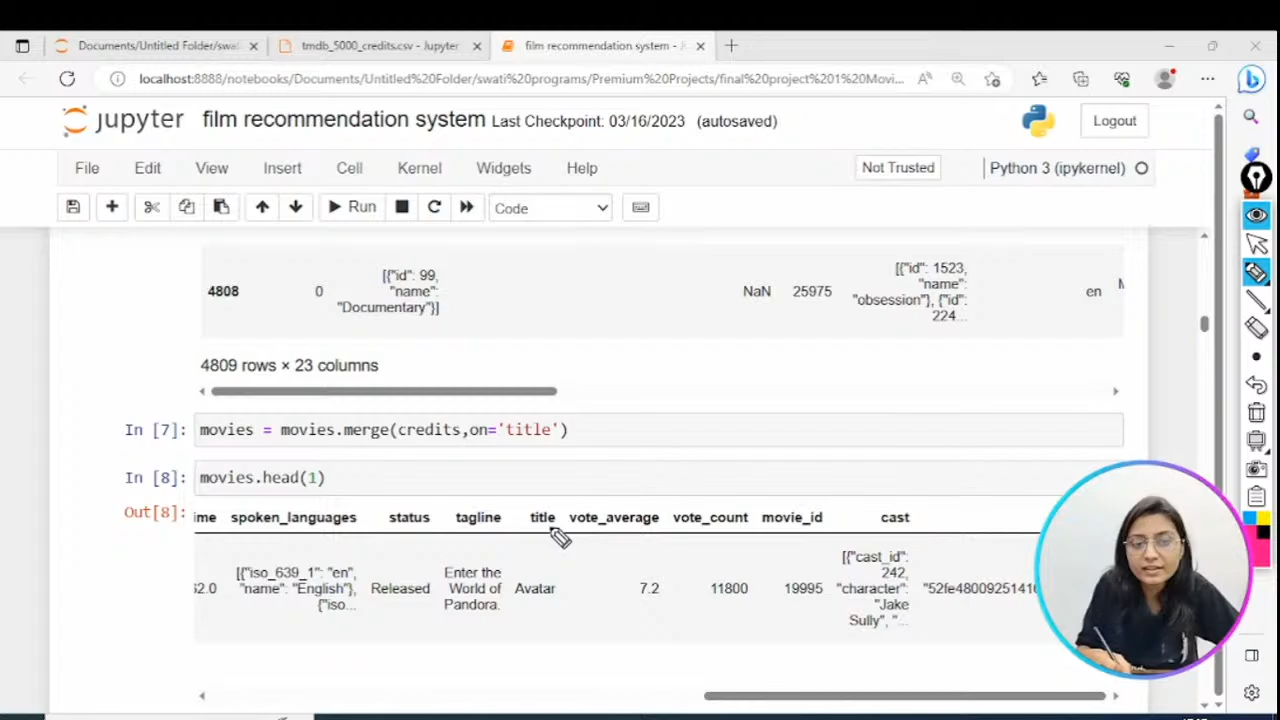 Documents/Untitled Folder/swati
tmdb_5000_credits.csv - Jupyter
film recommendation system - J
localhost:8888/notebooks/Documents/Untitled%20Folder/swati%20programs/Premium%20Projects/final%20project%201%20Movi...
jupyter film recommendation system Last Checkpoint: 03/16/2023 (autosaved)
Logout
File Edit View Insert Cell Kernel Widgets Help
Not Trusted
Python 3 (ipykernel)
Run
Code
[{"id": 99,
"name":
"Documentary"}]
[{"id": 1523,
"name":
"obsession"}, {"id":
224...
4808 0 NaN 25975 en
4809 rows × 23 columns
In [7]: movies = movies.merge(credits,on='title')
In [8]: movies.head(1)
Out[8]:
ime spoken_languages status tagline title vote_average vote_count movie_id cast
[{"iso_639_1": "en",
"name": "English"},
{"iso...
Released
Enter the
World of
Pandora.
Avatar
7.2
11800
19995
[{"cast_id":
242,
"character":
"Jake
Sully", "...